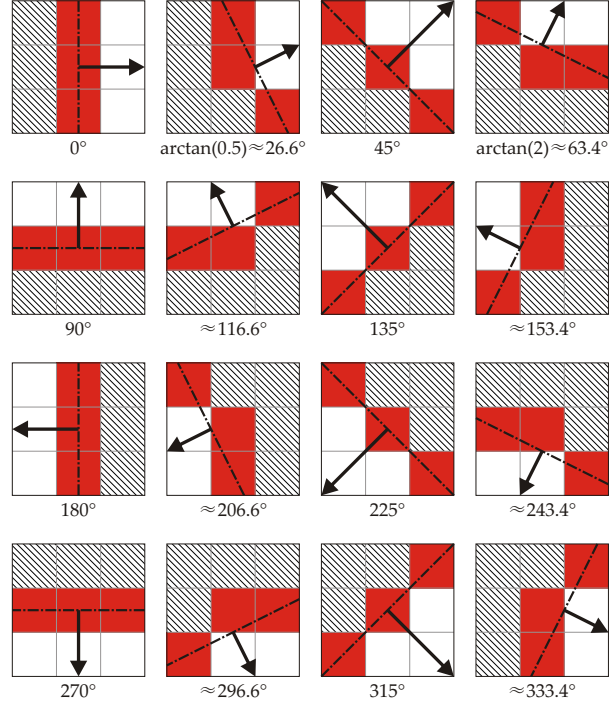 0° arctan(0.5)≈26.6° 45° arctan(2)≈63.4°
90° ≈116.6° 135° ≈153.4°
180° ≈206.6° 225° ≈243.4°
270° ≈296.6° 315° ≈333.4°